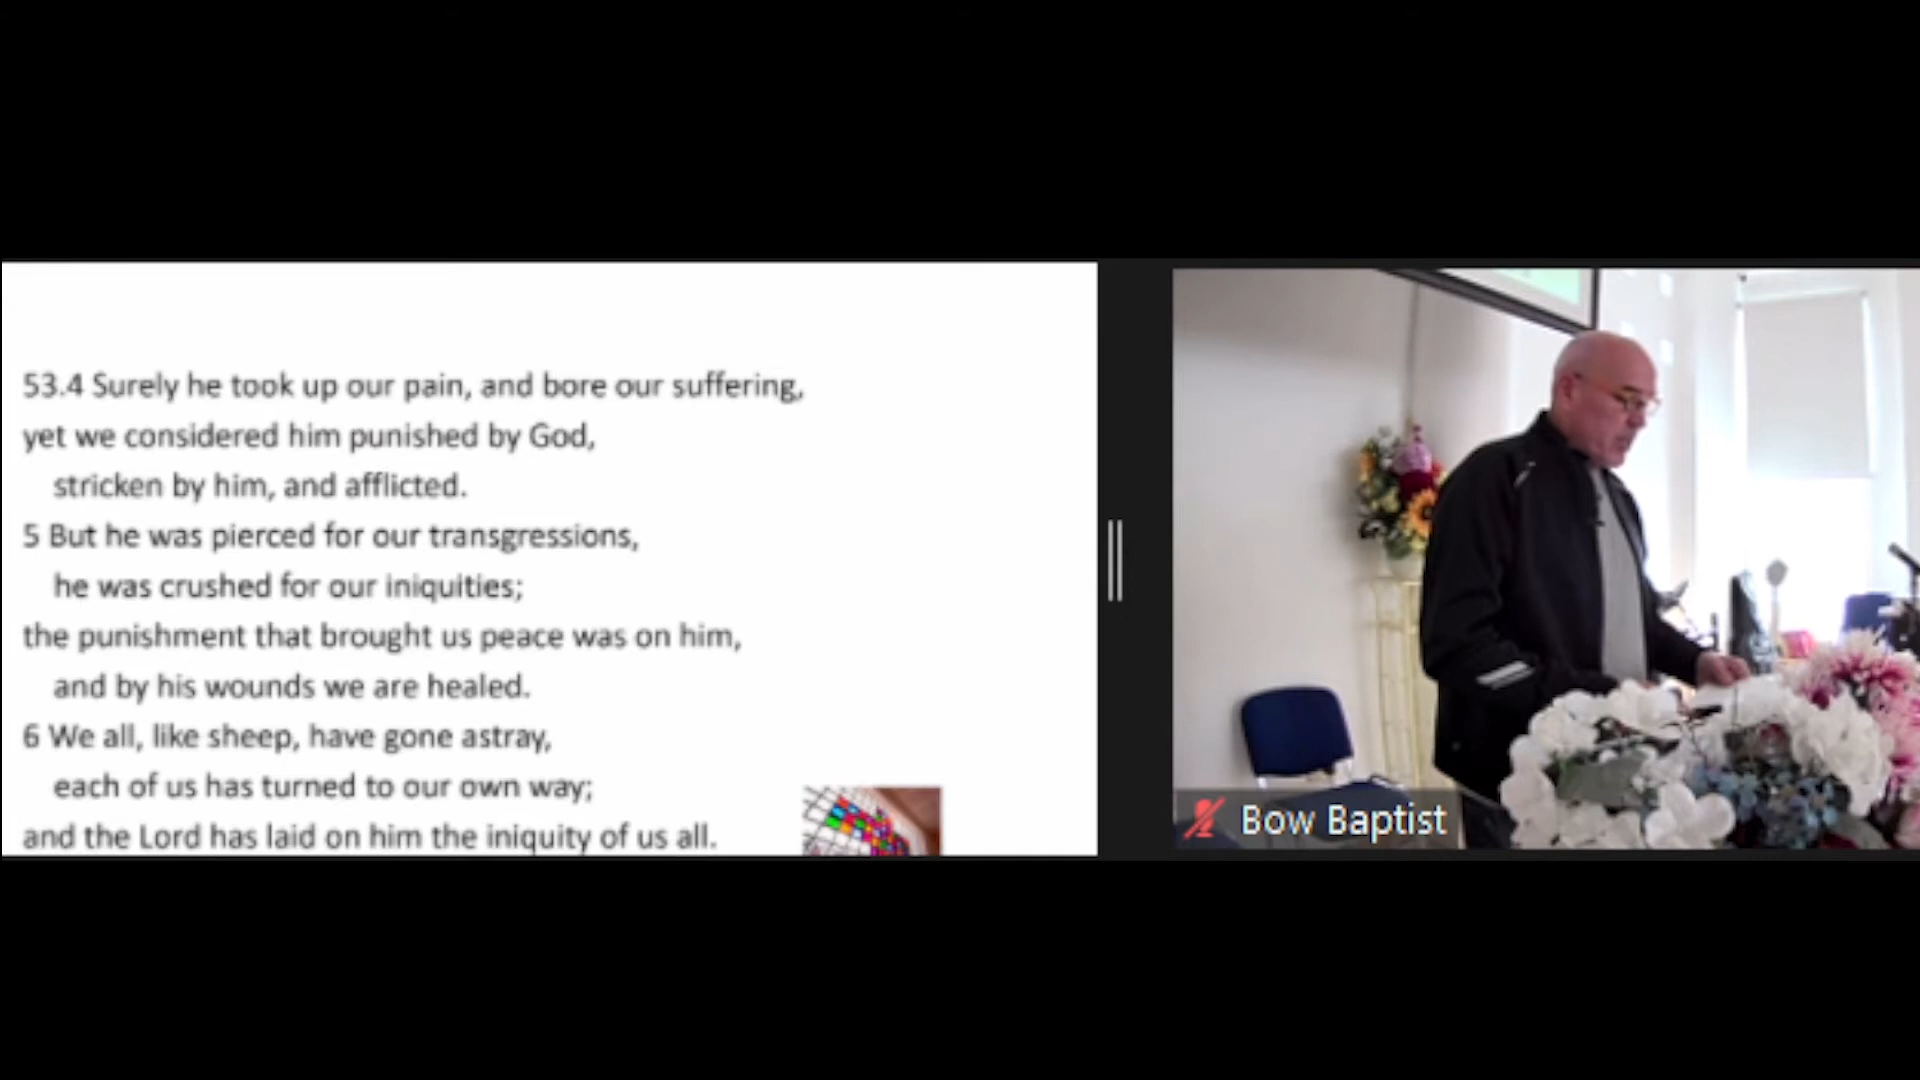 53.4 Surely he took up our pain, and bore our suffering,
yet we considered him punished by God,
stricken by him, and afflicted.
5 But he was pierced for our transgressions,
he was crushed for our iniquities;
the punishment that brought us peace was on him,
and by his wounds we are healed.
6 We all, like sheep, have gone astray,
each of us has turned to our own way;
and the Lord has laid on him the iniquity of us all.
Bow Baptist